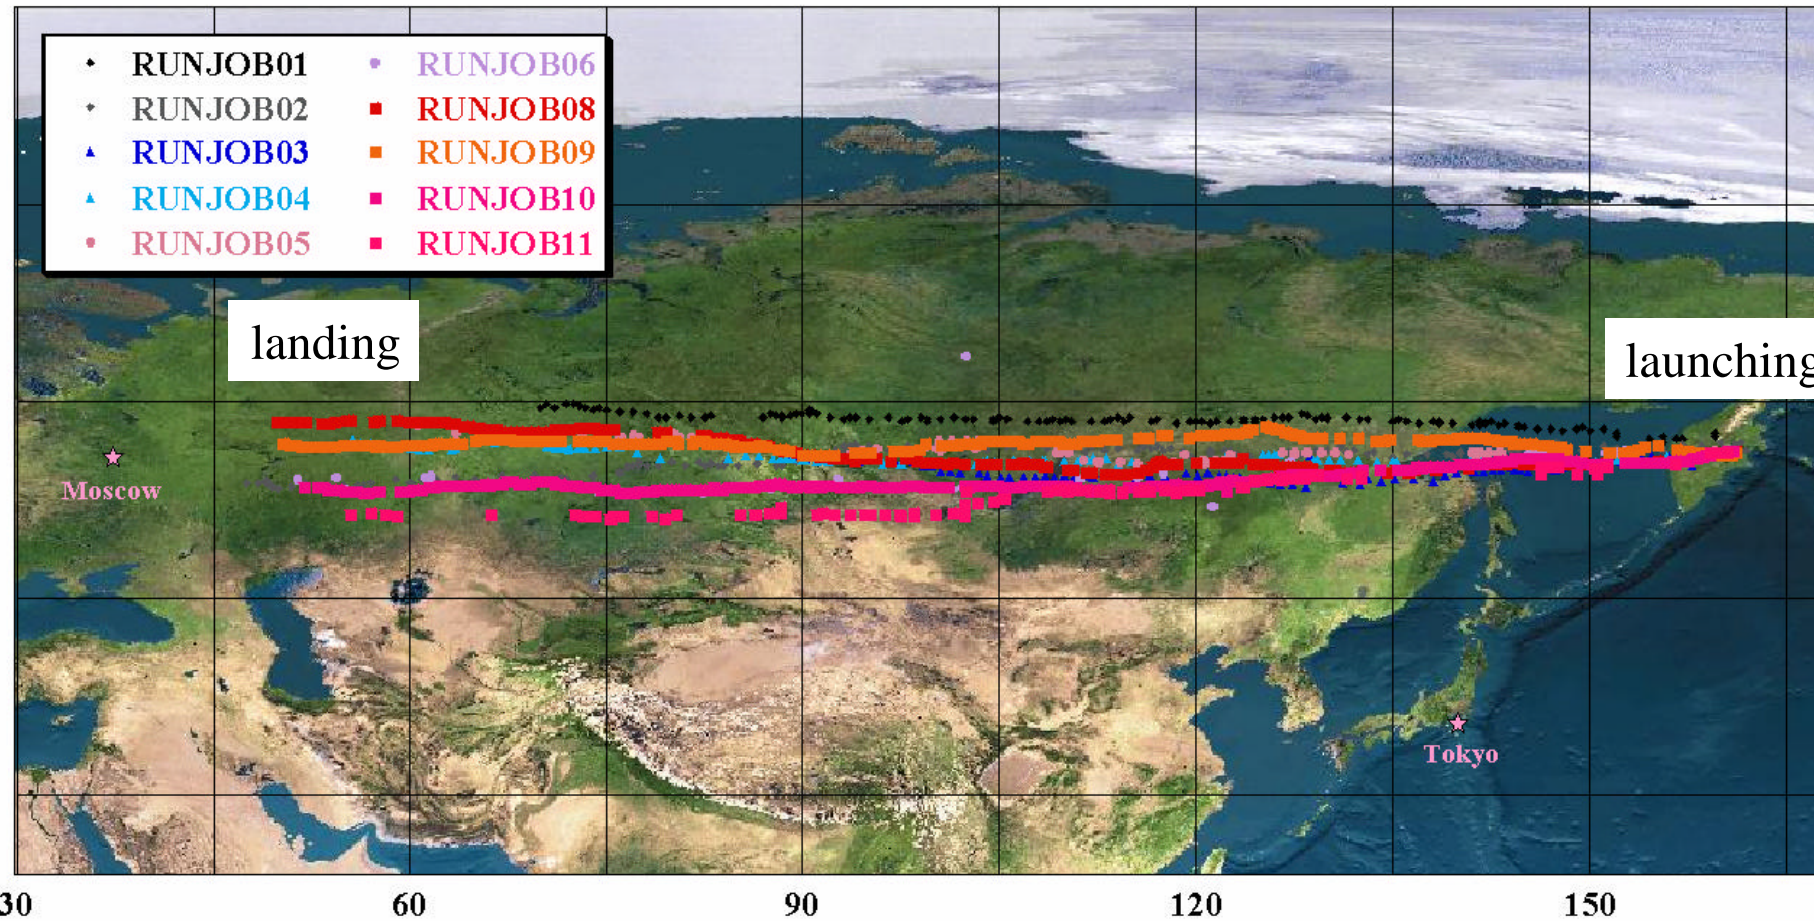 RUNJOB01 RUNJOB06
RUNJOB02 RUNJOB08
RUNJOB03 RUNJOB09
RUNJOB04 RUNJOB10
RUNJOB05 RUNJOB11
landing
launching
Moscow
Tokyo
30 60 90 120 150